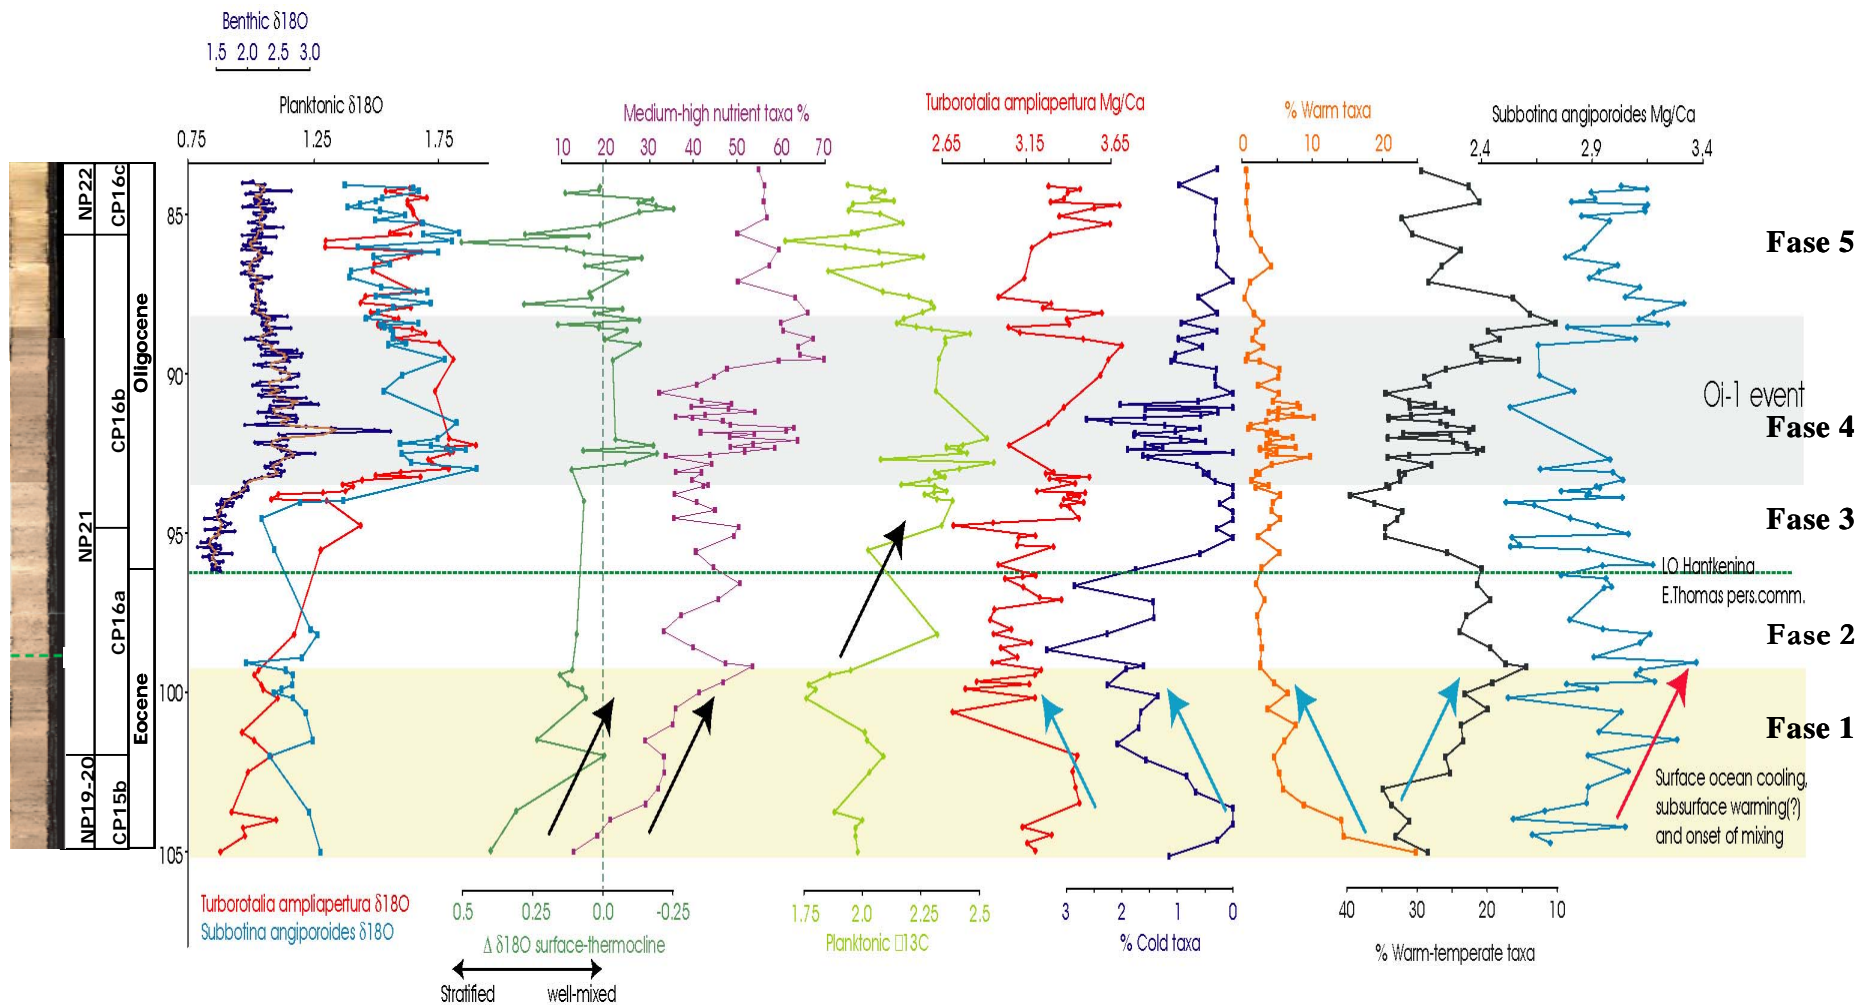 Benthic δ18O
1.5 2.0 2.5 3.0
Planktonic δ18O
0.75 1.25 1.75
Medium-high nutrient taxa %
10 20 30 40 50 60 70
Turborotalia ampliapertura Mg/Ca
2.65 3.15 3.65
% Warm taxa
0 10 20
Subbotina angiporoides Mg/Ca
2.4 2.9 3.4
NP22
CP16c
NP21
CP16b
CP16a
NP19-20
CP15b
Oligocene
Eocene
85
90
95
100
105
Fase 5
Oi-1 event
Fase 4
Fase 3
LO Hantkenina
E.Thomas pers.comm.
Fase 2
Fase 1
Surface ocean cooling,
subsurface warming(?)
and onset of mixing
Turborotalia ampliapertura δ18O
Subbotina angiporoides δ18O
0.5 0.25 0.0 -0.25
Δ δ18O surface-thermocline
Stratified well-mixed
1.75 2.0 2.25 2.5
Planktonic □13C
3 2 1 0
% Cold taxa
40 30 20 10
% Warm-temperate taxa